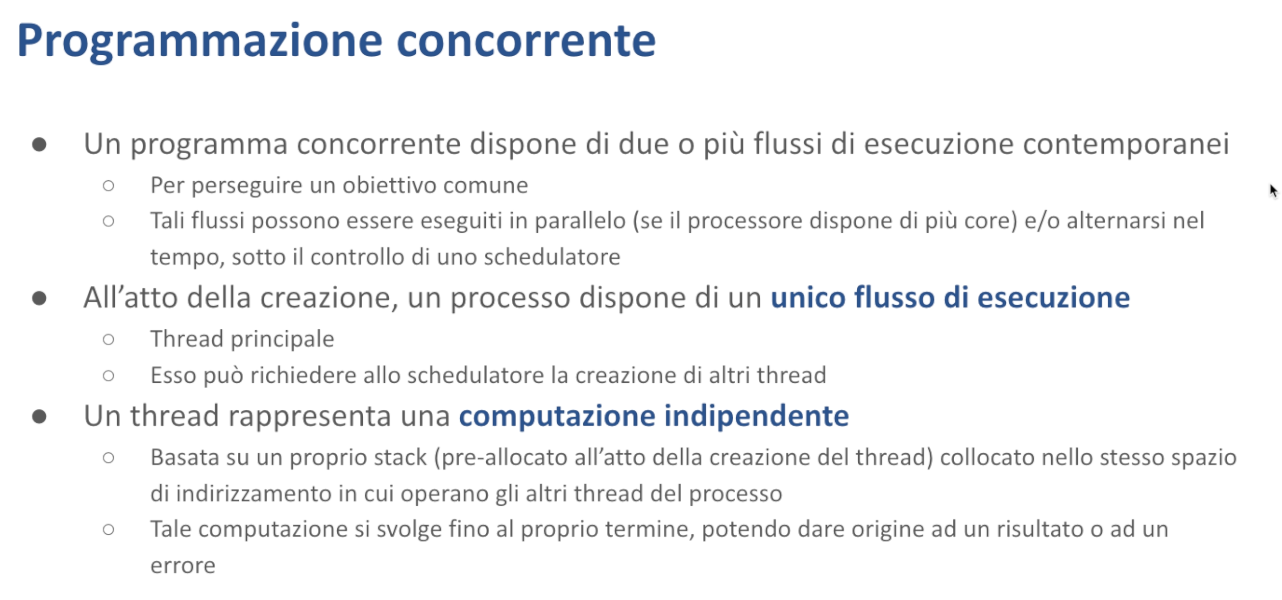 Programmazione concorrente
● Un programma concorrente dispone di due o più flussi di esecuzione contemporanei
○ Per perseguire un obiettivo comune
○ Tali flussi possono essere eseguiti in parallelo (se il processore dispone di più core) e/o alternarsi nel
tempo, sotto il controllo di uno schedulatore
● All’atto della creazione, un processo dispone di un unico flusso di esecuzione
○ Thread principale
○ Esso può richiedere allo schedulatore la creazione di altri thread
● Un thread rappresenta una computazione indipendente
○ Basata su un proprio stack (pre-allocato all’atto della creazione del thread) collocato nello stesso spazio
di indirizzamento in cui operano gli altri thread del processo
○ Tale computazione si svolge fino al proprio termine, potendo dare origine ad un risultato o ad un
errore